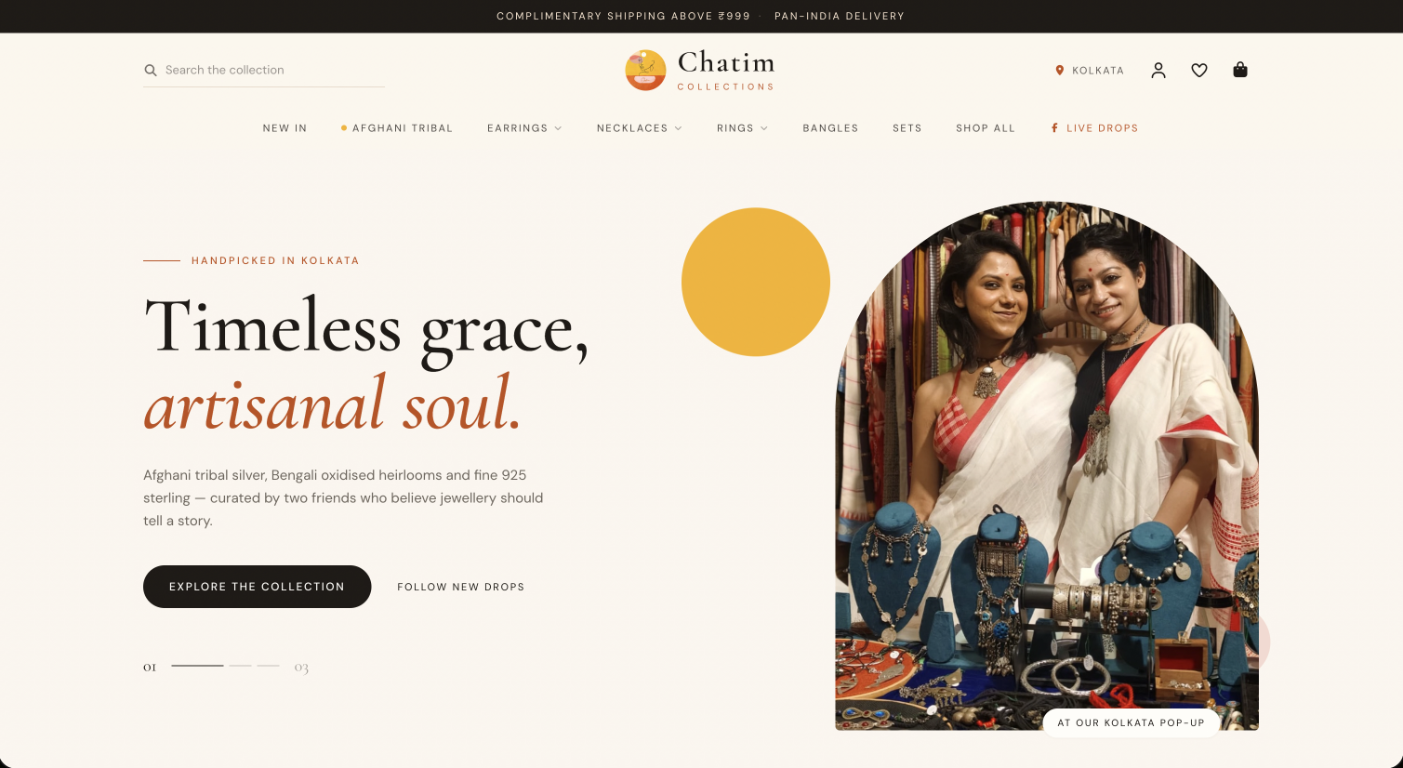 COMPLIMENTARY SHIPPING ABOVE ₹999 · PAN-INDIA DELIVERY
Search the collection
Chatim
COLLECTIONS
KOLKATA
NEW IN
AFGHANI TRIBAL
EARRINGS
NECKLACES
RINGS
BANGLES
SETS
SHOP ALL
LIVE DROPS
HANDPICKED IN KOLKATA
Timeless grace,
artisanal soul.
Afghani tribal silver, Bengali oxidised heirlooms and fine 925
sterling — curated by two friends who believe jewellery should
tell a story.
EXPLORE THE COLLECTION
FOLLOW NEW DROPS
01
03
AT OUR KOLKATA POP-UP